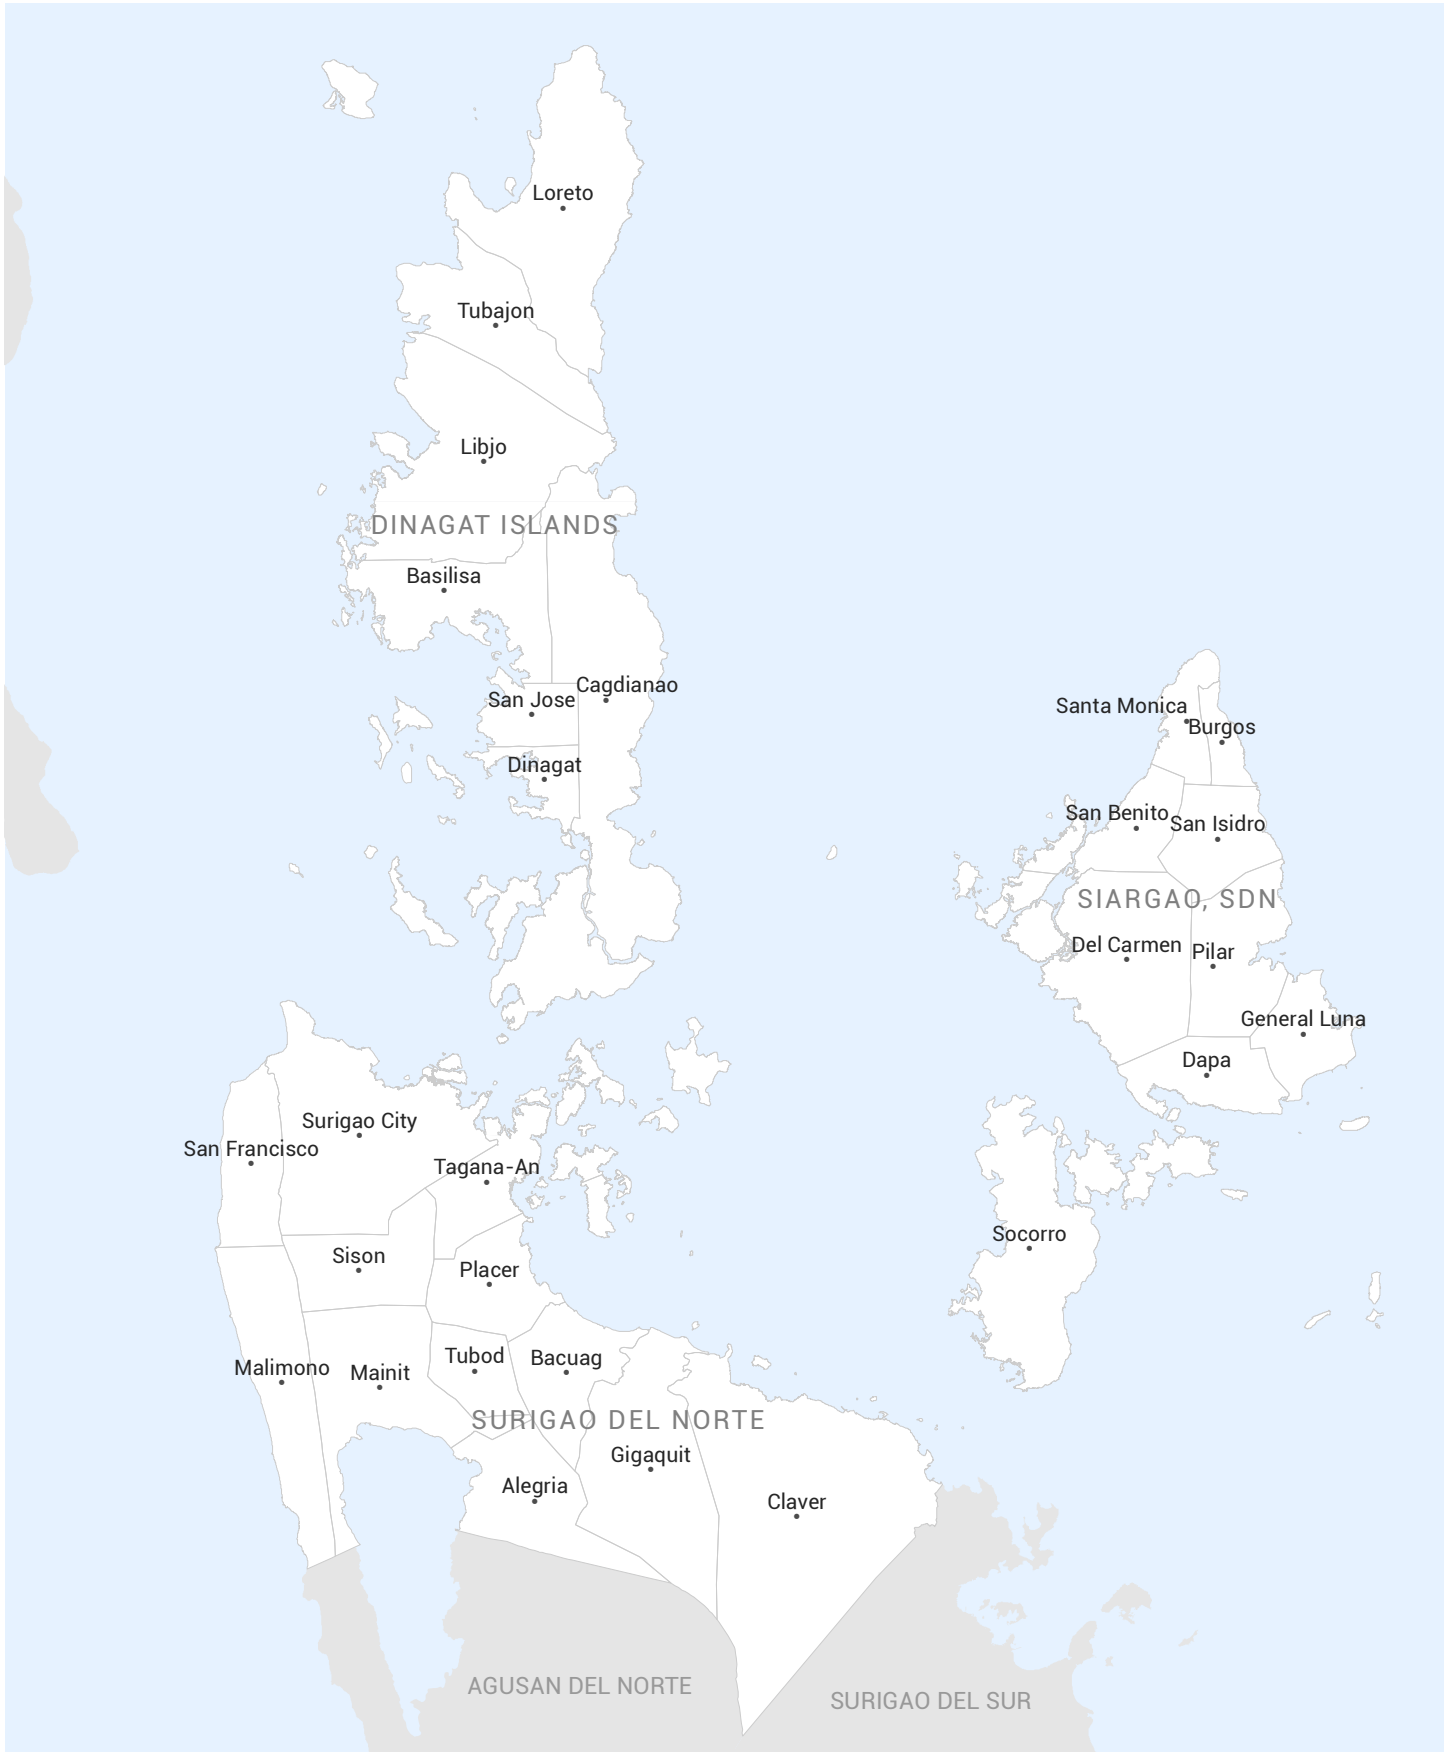 Loreto
Tubajon
Libjo
DINAGAT ISLANDS
Basilisa
Cagdianao
San Jose
Santa Monica
Burgos
Dinagat
San Benito
San Isidro
SIARGAO, SDN
Del Carmen
Pilar
General Luna
Dapa
Surigao City
San Francisco
Tagana-An
Socorro
Sison
Placer
Tubod
Bacuag
Malimono
Mainit
SURIGAO DEL NORTE
Gigaquit
Alegria
Claver
AGUSAN DEL NORTE
SURIGAO DEL SUR